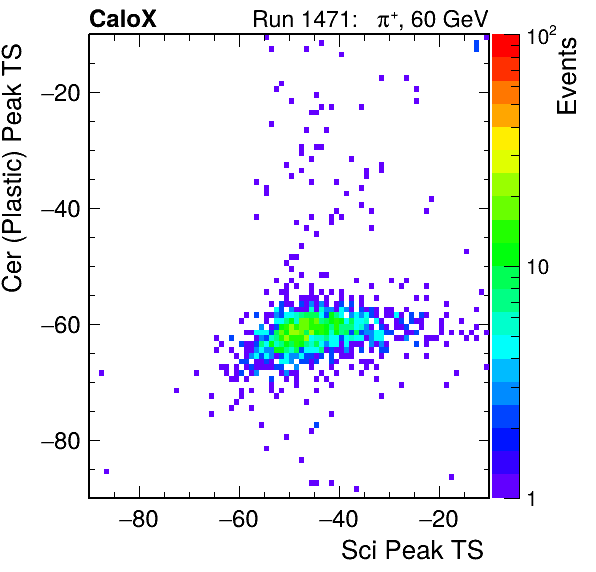 CaloX Run 1471: π⁺, 60 GeV
Cer (Plastic) Peak TS
−20
−40
−60
−80
−80 −60 −40 −20
Sci Peak TS
10²
10
1
Events